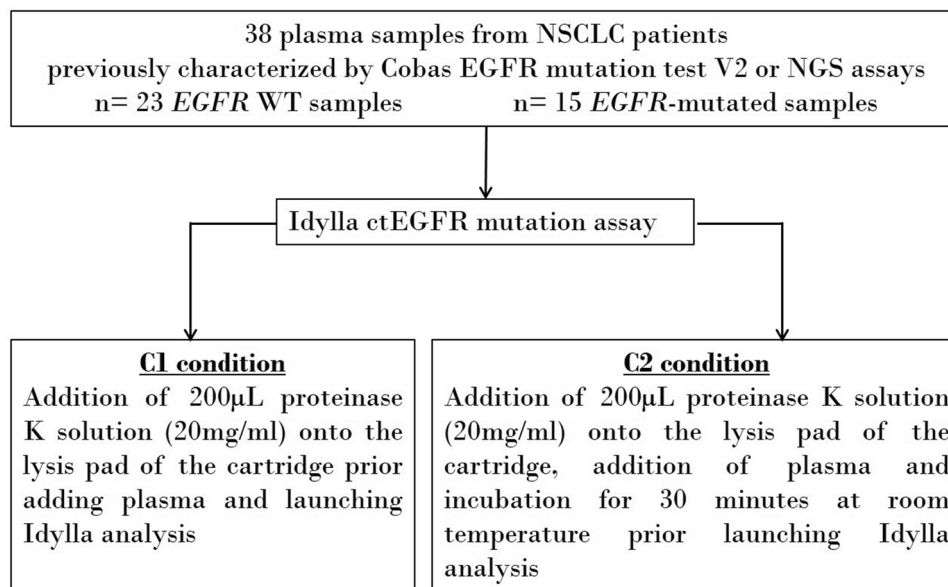 38 plasma samples from NSCLC patients
previously characterized by Cobas EGFR mutation test V2 or NGS assays
n= 23 EGFR WT samples n= 15 EGFR-mutated samples
Idylla ctEGFR mutation assay
C1 condition
Addition of 200µL proteinase
K solution (20mg/ml) onto the
lysis pad of the cartridge prior
adding plasma and launching
Idylla analysis
C2 condition
Addition of 200µL proteinase K solution
(20mg/ml) onto the lysis pad of the
cartridge, addition of plasma and
incubation for 30 minutes at room
temperature prior launching Idylla
analysis